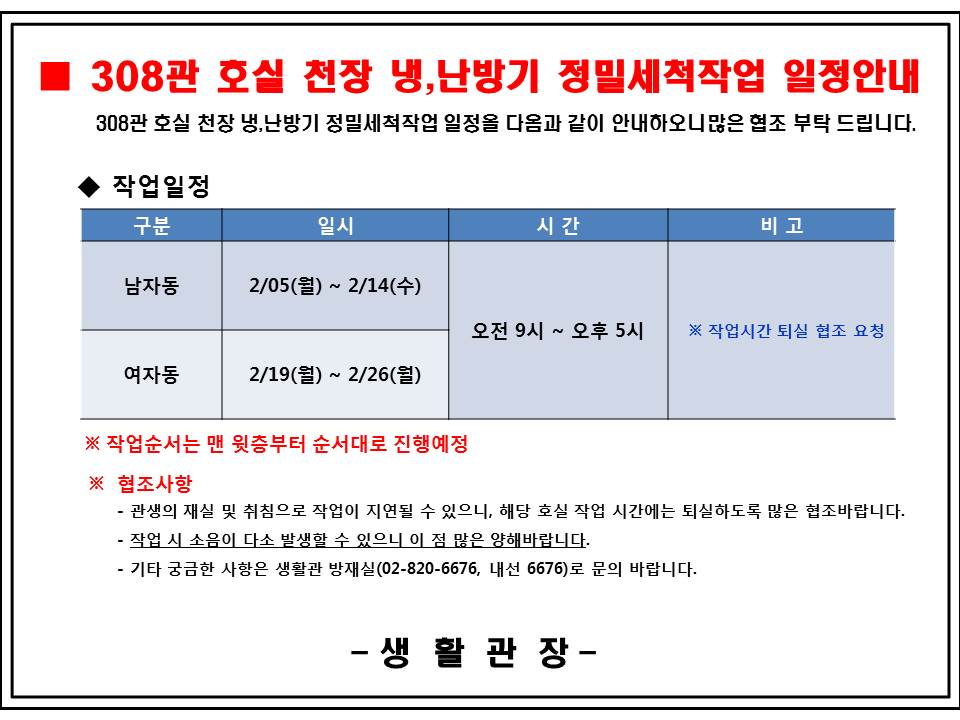 ■ 308관 호실 천장 냉,난방기 정밀세척작업 일정안내
308관 호실 천장 냉,난방기 정밀세척작업 일정을 다음과 같이 안내하오니많은 협조 부탁 드립니다.
◆ 작업일정
구분 일시 시 간 비 고
남자동 2/05(월) ~ 2/14(수)
오전 9시 ~ 오후 5시 ※ 작업시간 퇴실 협조 요청
여자동 2/19(월) ~ 2/26(월)
※ 작업순서는 맨 윗층부터 순서대로 진행예정
※ 협조사항
- 관생의 재실 및 취침으로 작업이 지연될 수 있으니, 해당 호실 작업 시간에는 퇴실하도록 많은 협조바랍니다.
- 작업 시 소음이 다소 발생할 수 있으니 이 점 많은 양해바랍니다.
- 기타 궁금한 사항은 생활관 방재실(02-820-6676, 내선 6676)로 문의 바랍니다.
- 생 활 관 장 -